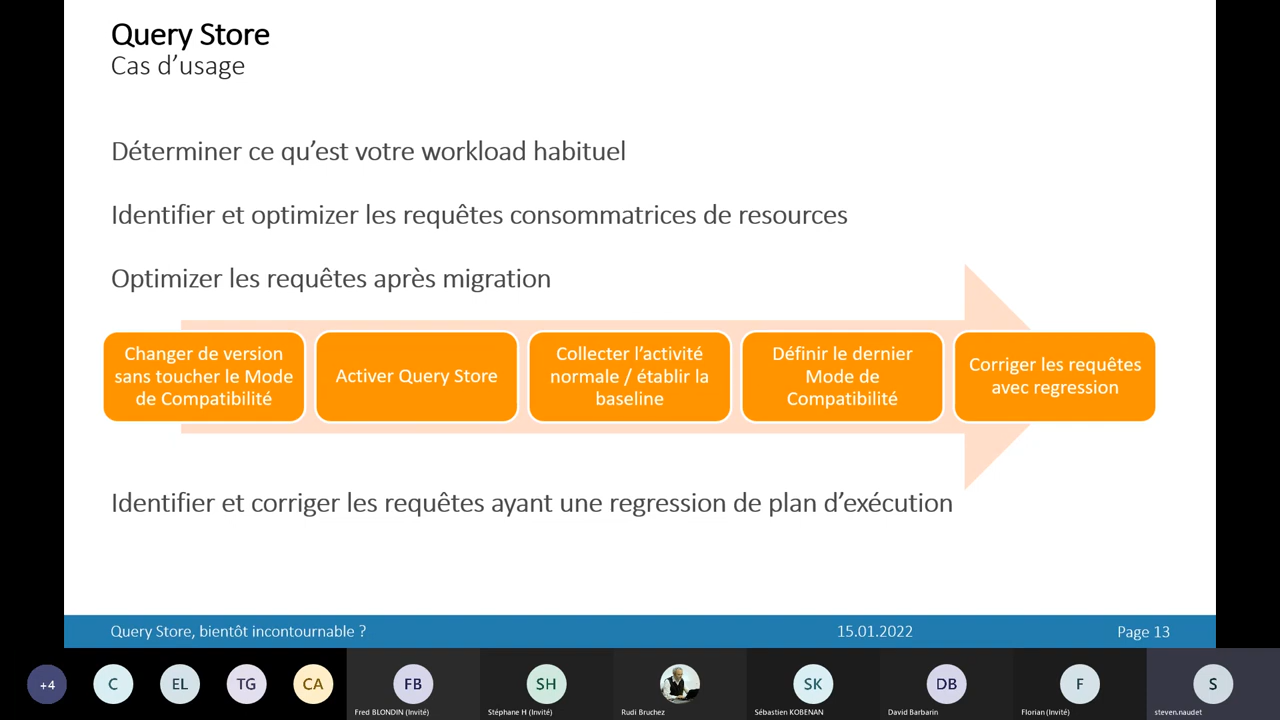 Query Store
Cas d’usage
Déterminer ce qu’est votre workload habituel
Identifier et optimizer les requêtes consommatrices de resources
Optimizer les requêtes après migration
Changer de version
sans toucher le Mode
de Compatibilité
Activer Query Store
Collecter l’activité
normale / établir la
baseline
Définir le dernier
Mode de
Compatibilité
Corriger les requêtes
avec regression
Identifier et corriger les requêtes ayant une regression de plan d’exécution
Query Store, bientôt incontournable ?
15.01.2022
Page 13
+4
C
EL
TG
CA
FB
SH
SK
DB
F
S
Fred BLONDIN (Invité)
Stéphane H (Invité)
Rudi Bruchez
Sébastien KOBENAN
David Barbarin
Florian (Invité)
steven.naudet